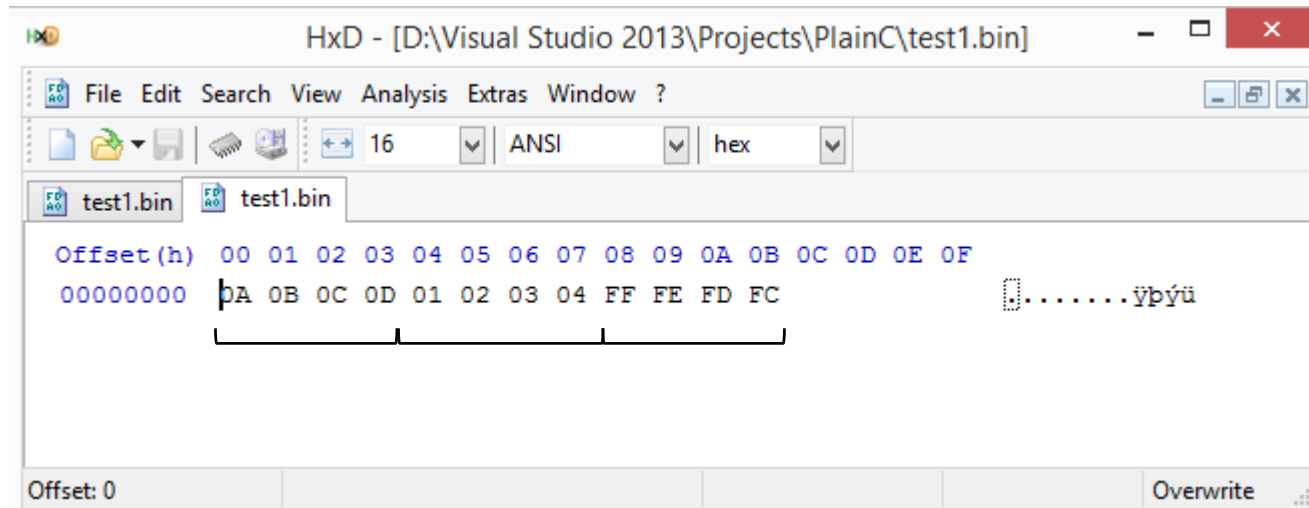 HxD HxD - [D:\Visual Studio 2013\Projects\PlainC\test1.bin]
File Edit Search View Analysis Extras Window ?
16 ANSI hex
test1.bin test1.bin
Offset(h) 00 01 02 03 04 05 06 07 08 09 0A 0B 0C 0D 0E 0F
00000000 0A 0B 0C 0D 01 02 03 04 FF FE FD FC ........ÿþýü
Offset: 0 Overwrite